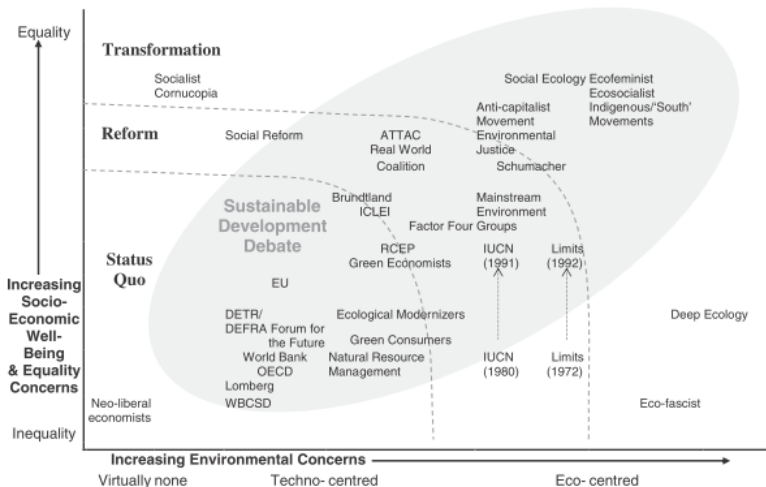 Equality
Transformation
Socialist
Cornucopia
Social Ecology Ecofeminist
Ecosocialist
Indigenous/'South'
Movements
Anti-capitalist
Movement
Environmental
Justice
Reform
Social Reform
ATTAC
Real World
Coalition
Schumacher
Sustainable
Development
Debate
Brundtland
ICLEI
Mainstream
Environment
Factor Four Groups
Status
Quo
RCEP
Green Economists
IUCN
(1991)
Limits
(1992)
EU
Increasing
Socio-
Economic
Well-
Being
& Equality
Concerns
DETR/
DEFRA Forum for
the Future
World Bank
OECD
Lomberg
WBCSD
Ecological Modernizers
Green Consumers
Natural Resource
Management
IUCN
(1980)
Limits
(1972)
Deep Ecology
Neo-liberal
economists
Eco-fascist
Inequality
Increasing Environmental Concerns
Virtually none
Techno- centred
Eco- centred